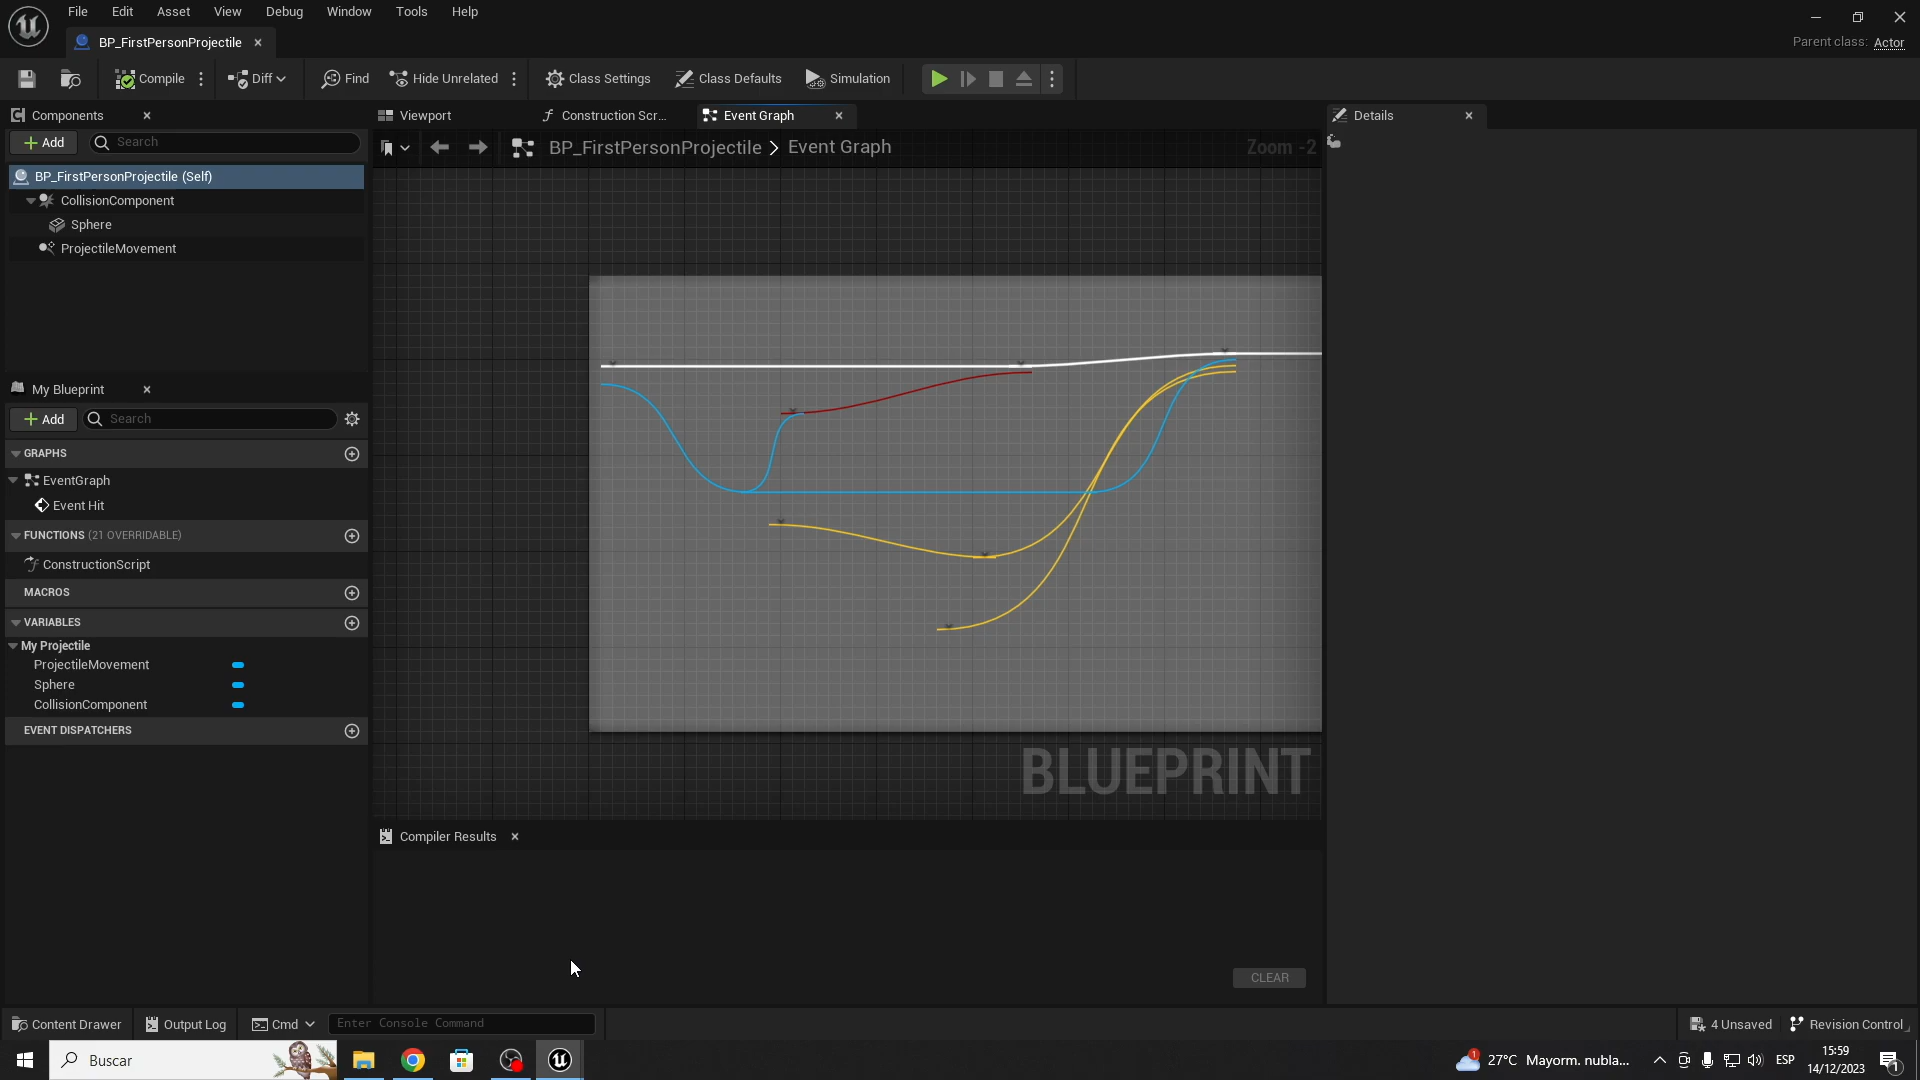 File Edit Asset View Debug Window Tools Help
BP_FirstPersonProjectile
Parent class: Actor
Compile Diff Find Hide Unrelated Class Settings Class Defaults Simulation
Components
Add Search
BP_FirstPersonProjectile (Self)
CollisionComponent
Sphere
ProjectileMovement
My Blueprint
Add Search
GRAPHS
EventGraph
Event Hit
FUNCTIONS (21 OVERRIDABLE)
ConstructionScript
MACROS
VARIABLES
My Projectile
ProjectileMovement
Sphere
CollisionComponent
EVENT DISPATCHERS
Viewport Construction Scr... Event Graph
BP_FirstPersonProjectile > Event Graph Zoom -2
BLUEPRINT
Compiler Results
CLEAR
Details
Content Drawer Output Log Cmd Enter Console Command 4 Unsaved Revision Control
Buscar
1 27°C Mayorm. nubla... ESP 15:59
14/12/2023 1